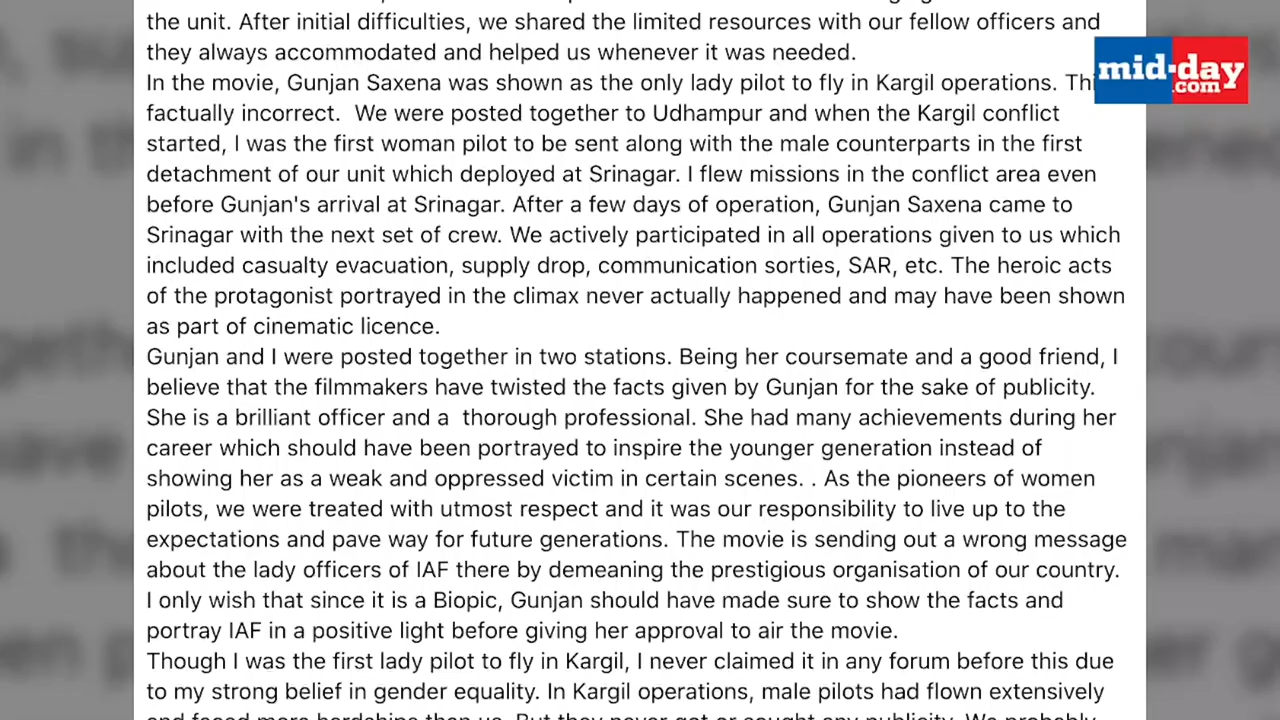 the unit. After initial difficulties, we shared the limited resources with our fellow officers and
they always accommodated and helped us whenever it was needed.
In the movie, Gunjan Saxena was shown as the only lady pilot to fly in Kargil operations.
factually incorrect.  We were posted together to Udhampur and when the Kargil conflict
started, I was the first woman pilot to be sent along with the male counterparts in the first
detachment of our unit which deployed at Srinagar. I flew missions in the conflict area even
before Gunjan's arrival at Srinagar. After a few days of operation, Gunjan Saxena came to
Srinagar with the next set of crew. We actively participated in all operations given to us which
included casualty evacuation, supply drop, communication sorties, SAR, etc. The heroic acts
of the protagonist portrayed in the climax never actually happened and may have been shown
as part of cinematic licence.
Gunjan and I were posted together in two stations. Being her coursemate and a good friend, I
believe that the filmmakers have twisted the facts given by Gunjan for the sake of publicity.
She is a brilliant officer and a  thorough professional. She had many achievements during her
career which should have been portrayed to inspire the younger generation instead of
showing her as a weak and oppressed victim in certain scenes. . As the pioneers of women
pilots, we were treated with utmost respect and it was our responsibility to live up to the
expectations and pave way for future generations. The movie is sending out a wrong message
about the lady officers of IAF there by demeaning the prestigious organisation of our country.
I only wish that since it is a Biopic, Gunjan should have made sure to show the facts and
portray IAF in a positive light before giving her approval to air the movie.
Though I was the first lady pilot to fly in Kargil, I never claimed it in any forum before this due
to my strong belief in gender equality. In Kargil operations, male pilots had flown extensively
mid-day
.com